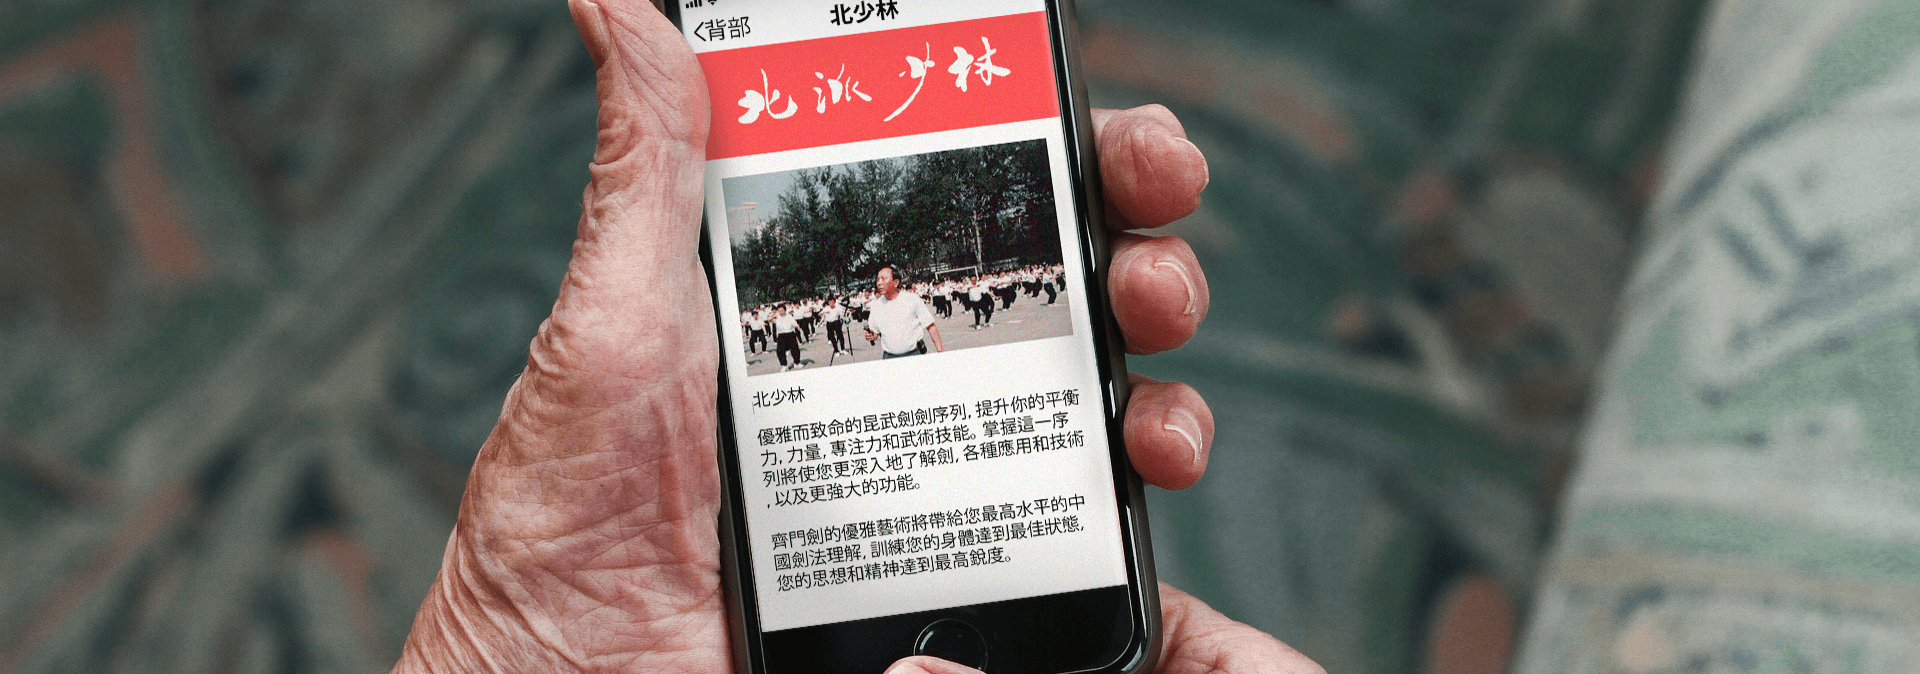 <背部
北少林
北派少林
北少林
優雅而致命的昆武劍劍序列, 提升你的平衡
力, 力量, 專注力和武術技能。掌握這一序
列將使您更深入地了解劍, 各種應用和技術
, 以及更強大的功能。
齊門劍的優雅藝術將帶給您最高水平的中
國劍法理解, 訓練您的身體達到最佳狀態,
您的思想和精神達到最高銳度。